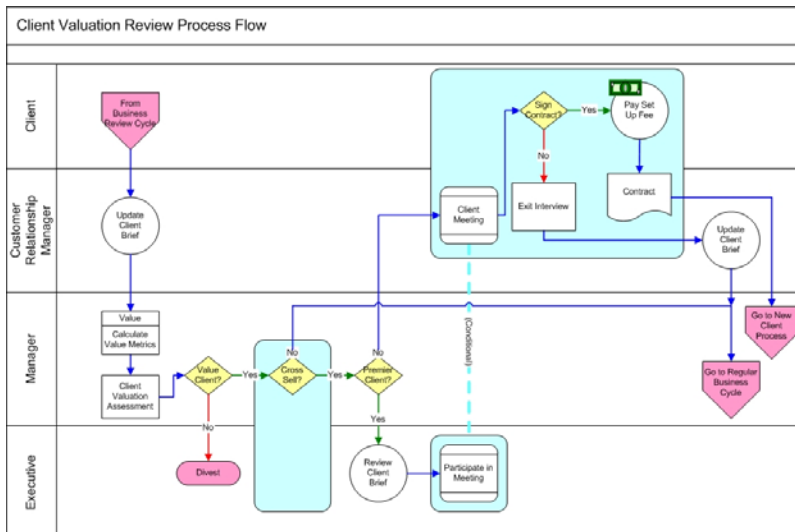 Client Valuation Review Process Flow
Client
From
Business
Review Cycle
Sign
Contract?
Yes
Pay Set
Up Fee
No
Customer
Relationship
Manager
Update
Client
Brief
Client
Meeting
Exit Interview
Contract
Update
Client
Brief
Manager
Value
Calculate
Value Metrics
Client
Valuation
Assessment
Value
Client?
Yes
No
Cross
Sell?
No
Yes
Premier
Client?
No
Yes
(Conditional)
Go to New
Client
Process
Go to Regular
Business
Cycle
Executive
Divest
Review
Client
Brief
Participate in
Meeting